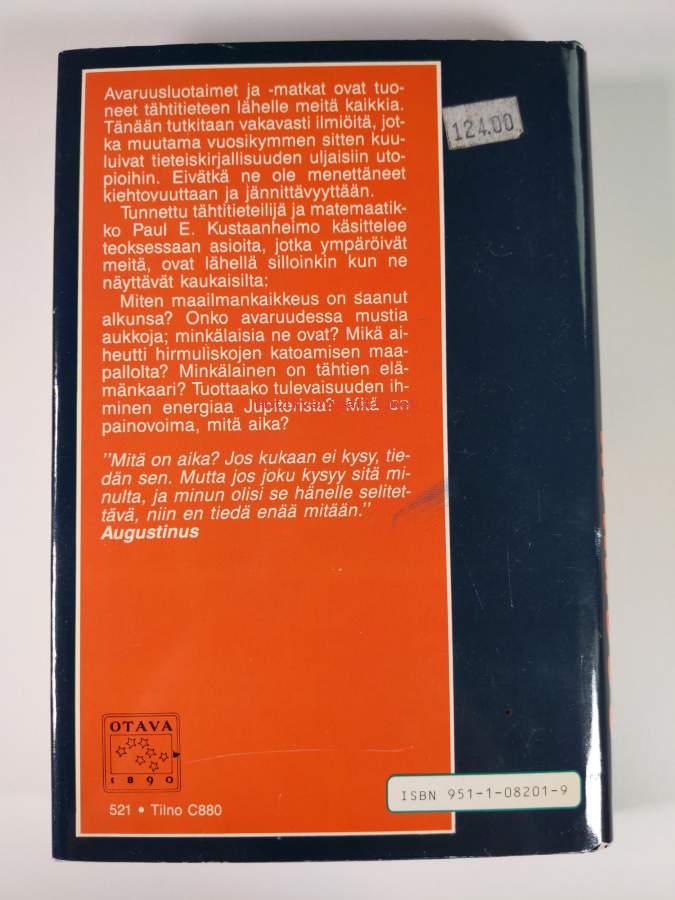 Avaruusluotaimet ja -matkat ovat tuo-
neet tähtitieteen lähelle meitä kaikkia.
Tänään tutkitaan vakavasti ilmiöitä, jot-
ka muutama vuosikymmen sitten kuu-
luivat tieteiskirjallisuuden uljaisiin uto-
pioihin. Eivätkä ne ole menettäneet
kiehtovuuttaan ja jännittävyyttään.
Tunnettu tähtitieteilijä ja matemaatik-
ko Paul E. Kustaanheimo käsittelee
teoksessaan asioita, jotka ympäröivät
meitä, ovat lähellä silloinkin kun ne
näyttävät kaukaisilta:
Miten maailmankaikkeus on saanut
alkunsa? Onko avaruudessa mustia
aukkoja; minkälaisia ne ovat? Mikä ai-
heutti hirmuliskojen katoamisen maa-
pallolta? Minkälainen on tähtien elä-
mänkaari? Tuottaako tulevaisuuden ih-
minen energiaa Jupiterissa? Mitä on
painovoima, mitä aika?
"Mitä on aika? Jos kukaan ei kysy, tie-
dän sen. Mutta jos joku kysyy sitä mi-
nulta, ja minun olisi se hänelle selitet-
tävä, niin en tiedä enää mitään."
Augustinus
124.00
OTAVA
1890
521 • Tilno C880
ISBN 951-1-08201-9